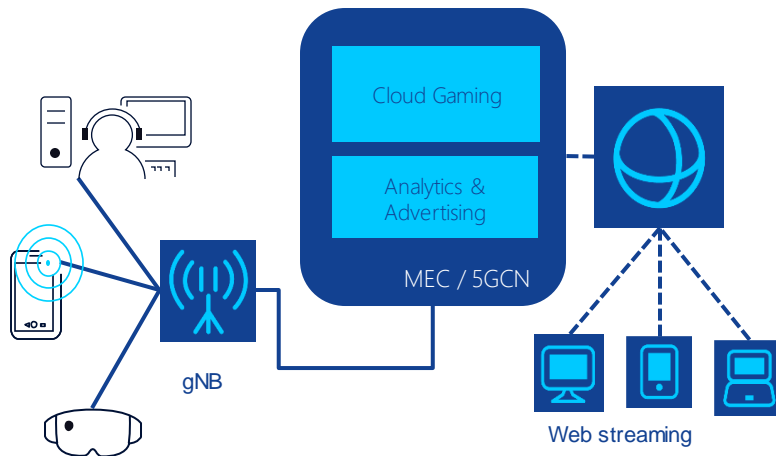 Cloud Gaming
Analytics &
Advertising
MEC / 5GCN
gNB
Web streaming